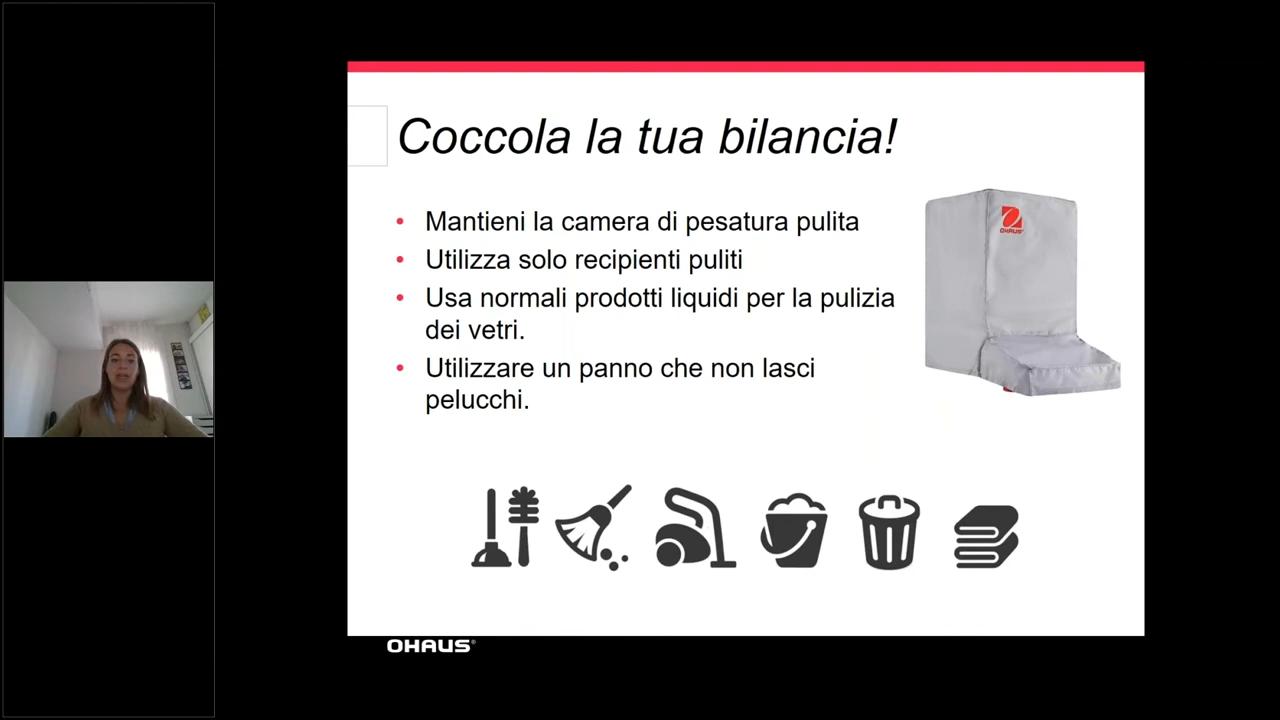 Coccola la tua bilancia!
• Mantieni la camera di pesatura pulita
• Utilizza solo recipienti puliti
• Usa normali prodotti liquidi per la pulizia
dei vetri.
• Utilizzare un panno che non lasci
pelucchi.
OHAUS
OHAUS®